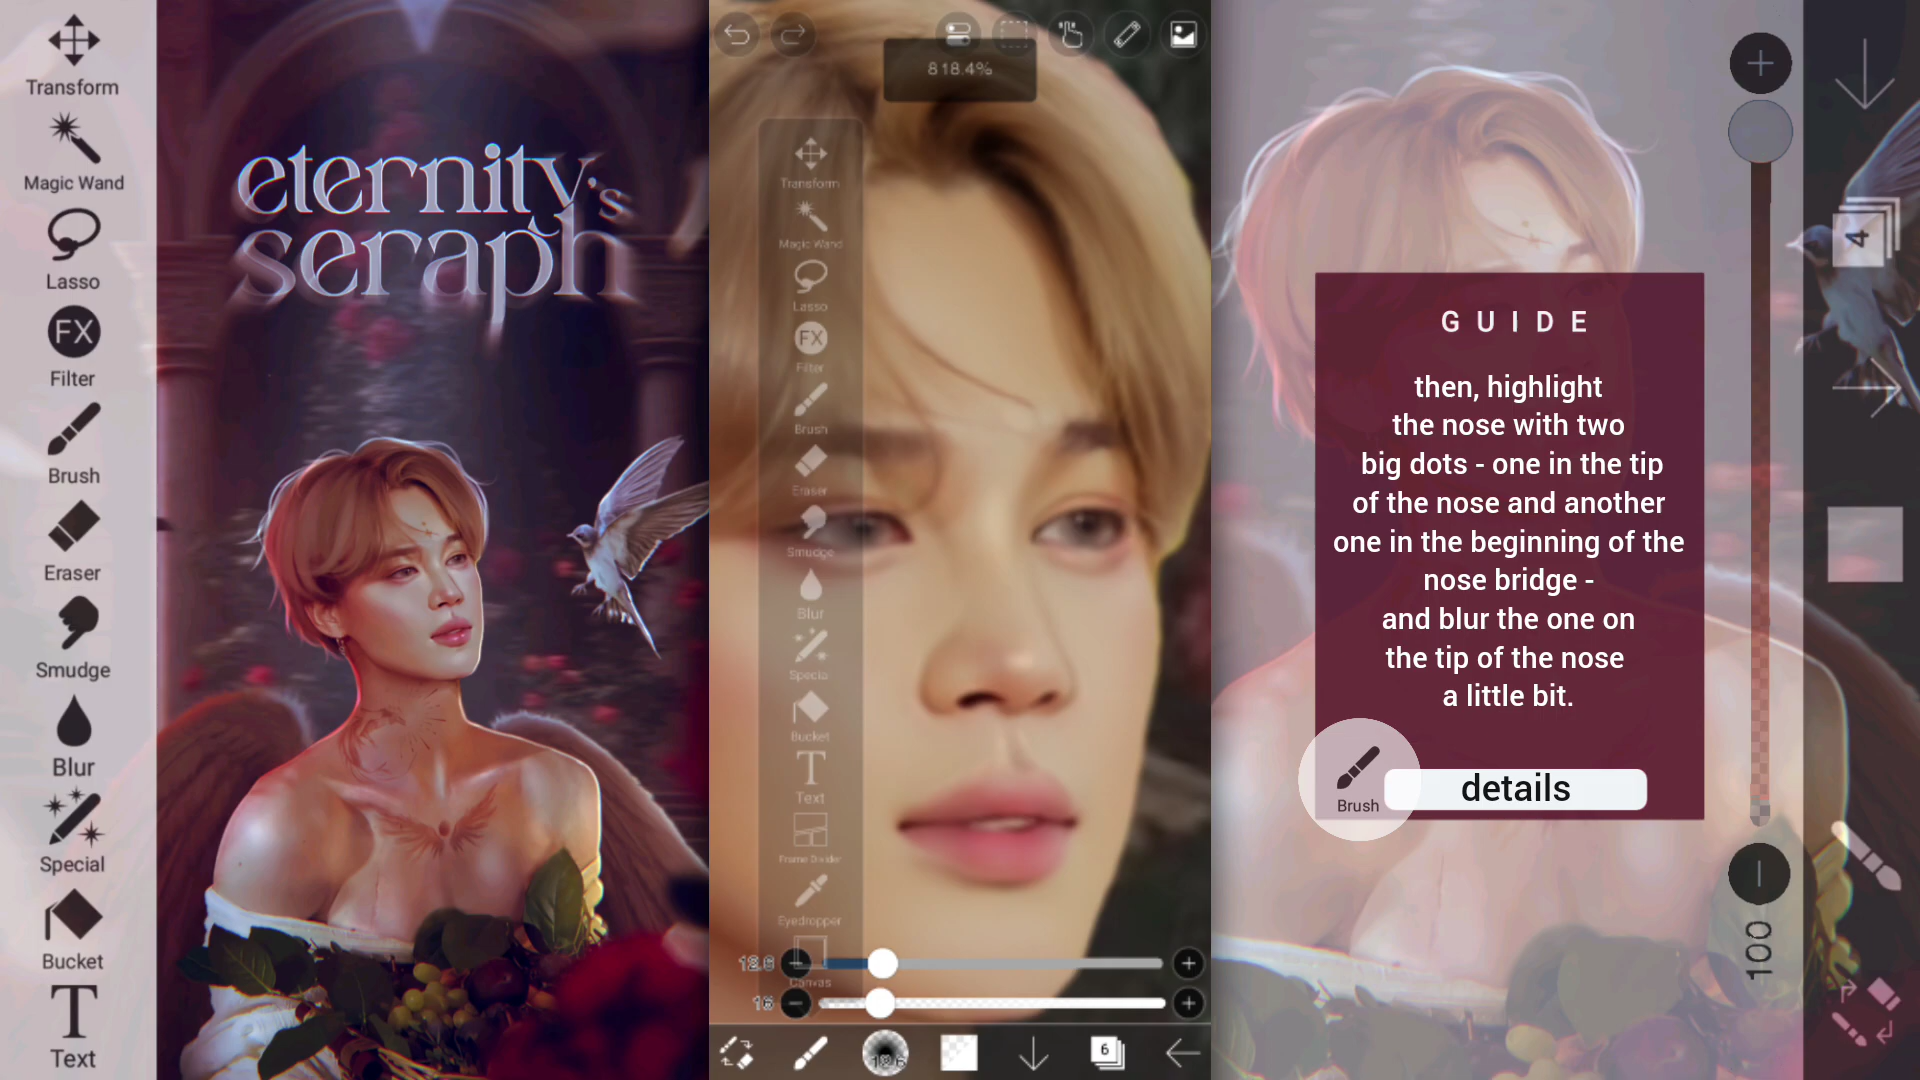 Transform
Magic Wand
Lasso
FX
Filter
Brush
Eraser
Smudge
Blur
Special
Bucket
T
Text
eternity's
seraph
818.4%
Transform
Magic Wand
Lasso
FX
Filter
Brush
Eraser
Smudge
Blur
Special
Bucket
T
Text
Frame Divider
Eyedropper
Canvas
6
GUIDE
then, highlight
the nose with two
big dots - one in the tip
of the nose and another
one in the beginning of the
nose bridge -
and blur the one on
the tip of the nose
a little bit.
Brush
details
4
100